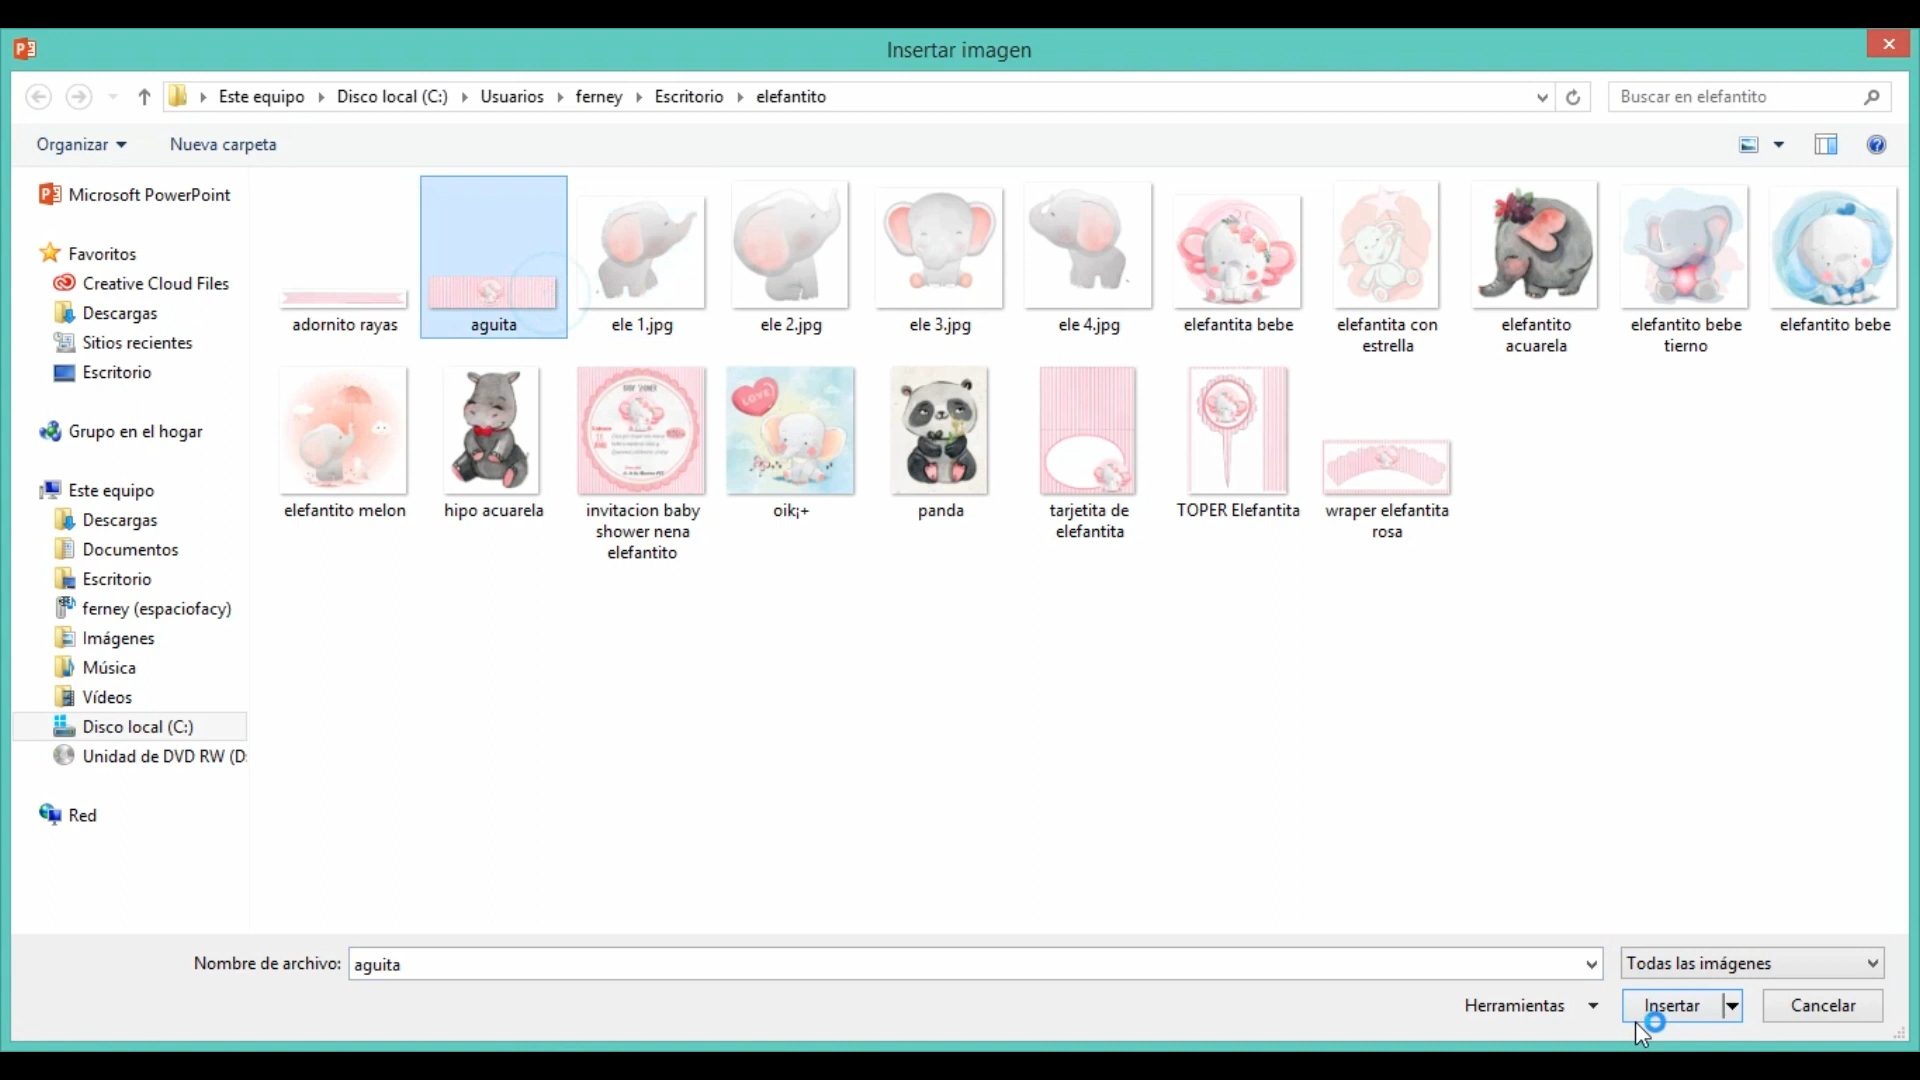 Insertar imagen
Este equipo Disco local (C:) Usuarios ferney Escritorio elefantito
Buscar en elefantito
Organizar
Nueva carpeta
Microsoft PowerPoint
Favoritos
Creative Cloud Files
Descargas
Sitios recientes
Escritorio
Grupo en el hogar
Este equipo
Descargas
Documentos
Escritorio
ferney (espaciofacy)
Imágenes
Música
Vídeos
Disco local (C:)
Unidad de DVD RW (D:
Red
adornito rayas
aguita
ele 1.jpg
ele 2.jpg
ele 3.jpg
ele 4.jpg
elefantita bebe
elefantita con
estrella
elefantito
acuarela
elefantito bebe
tierno
elefantito bebe
elefantito melon
hipo acuarela
BABY SHOWER
invitacion baby
shower nena
elefantito
LOVE
oik¡+
panda
tarjetita de
elefantita
TOPER Elefantita
wraper elefantita
rosa
Nombre de archivo:
aguita
Todas las imágenes
Herramientas
Insertar
Cancelar